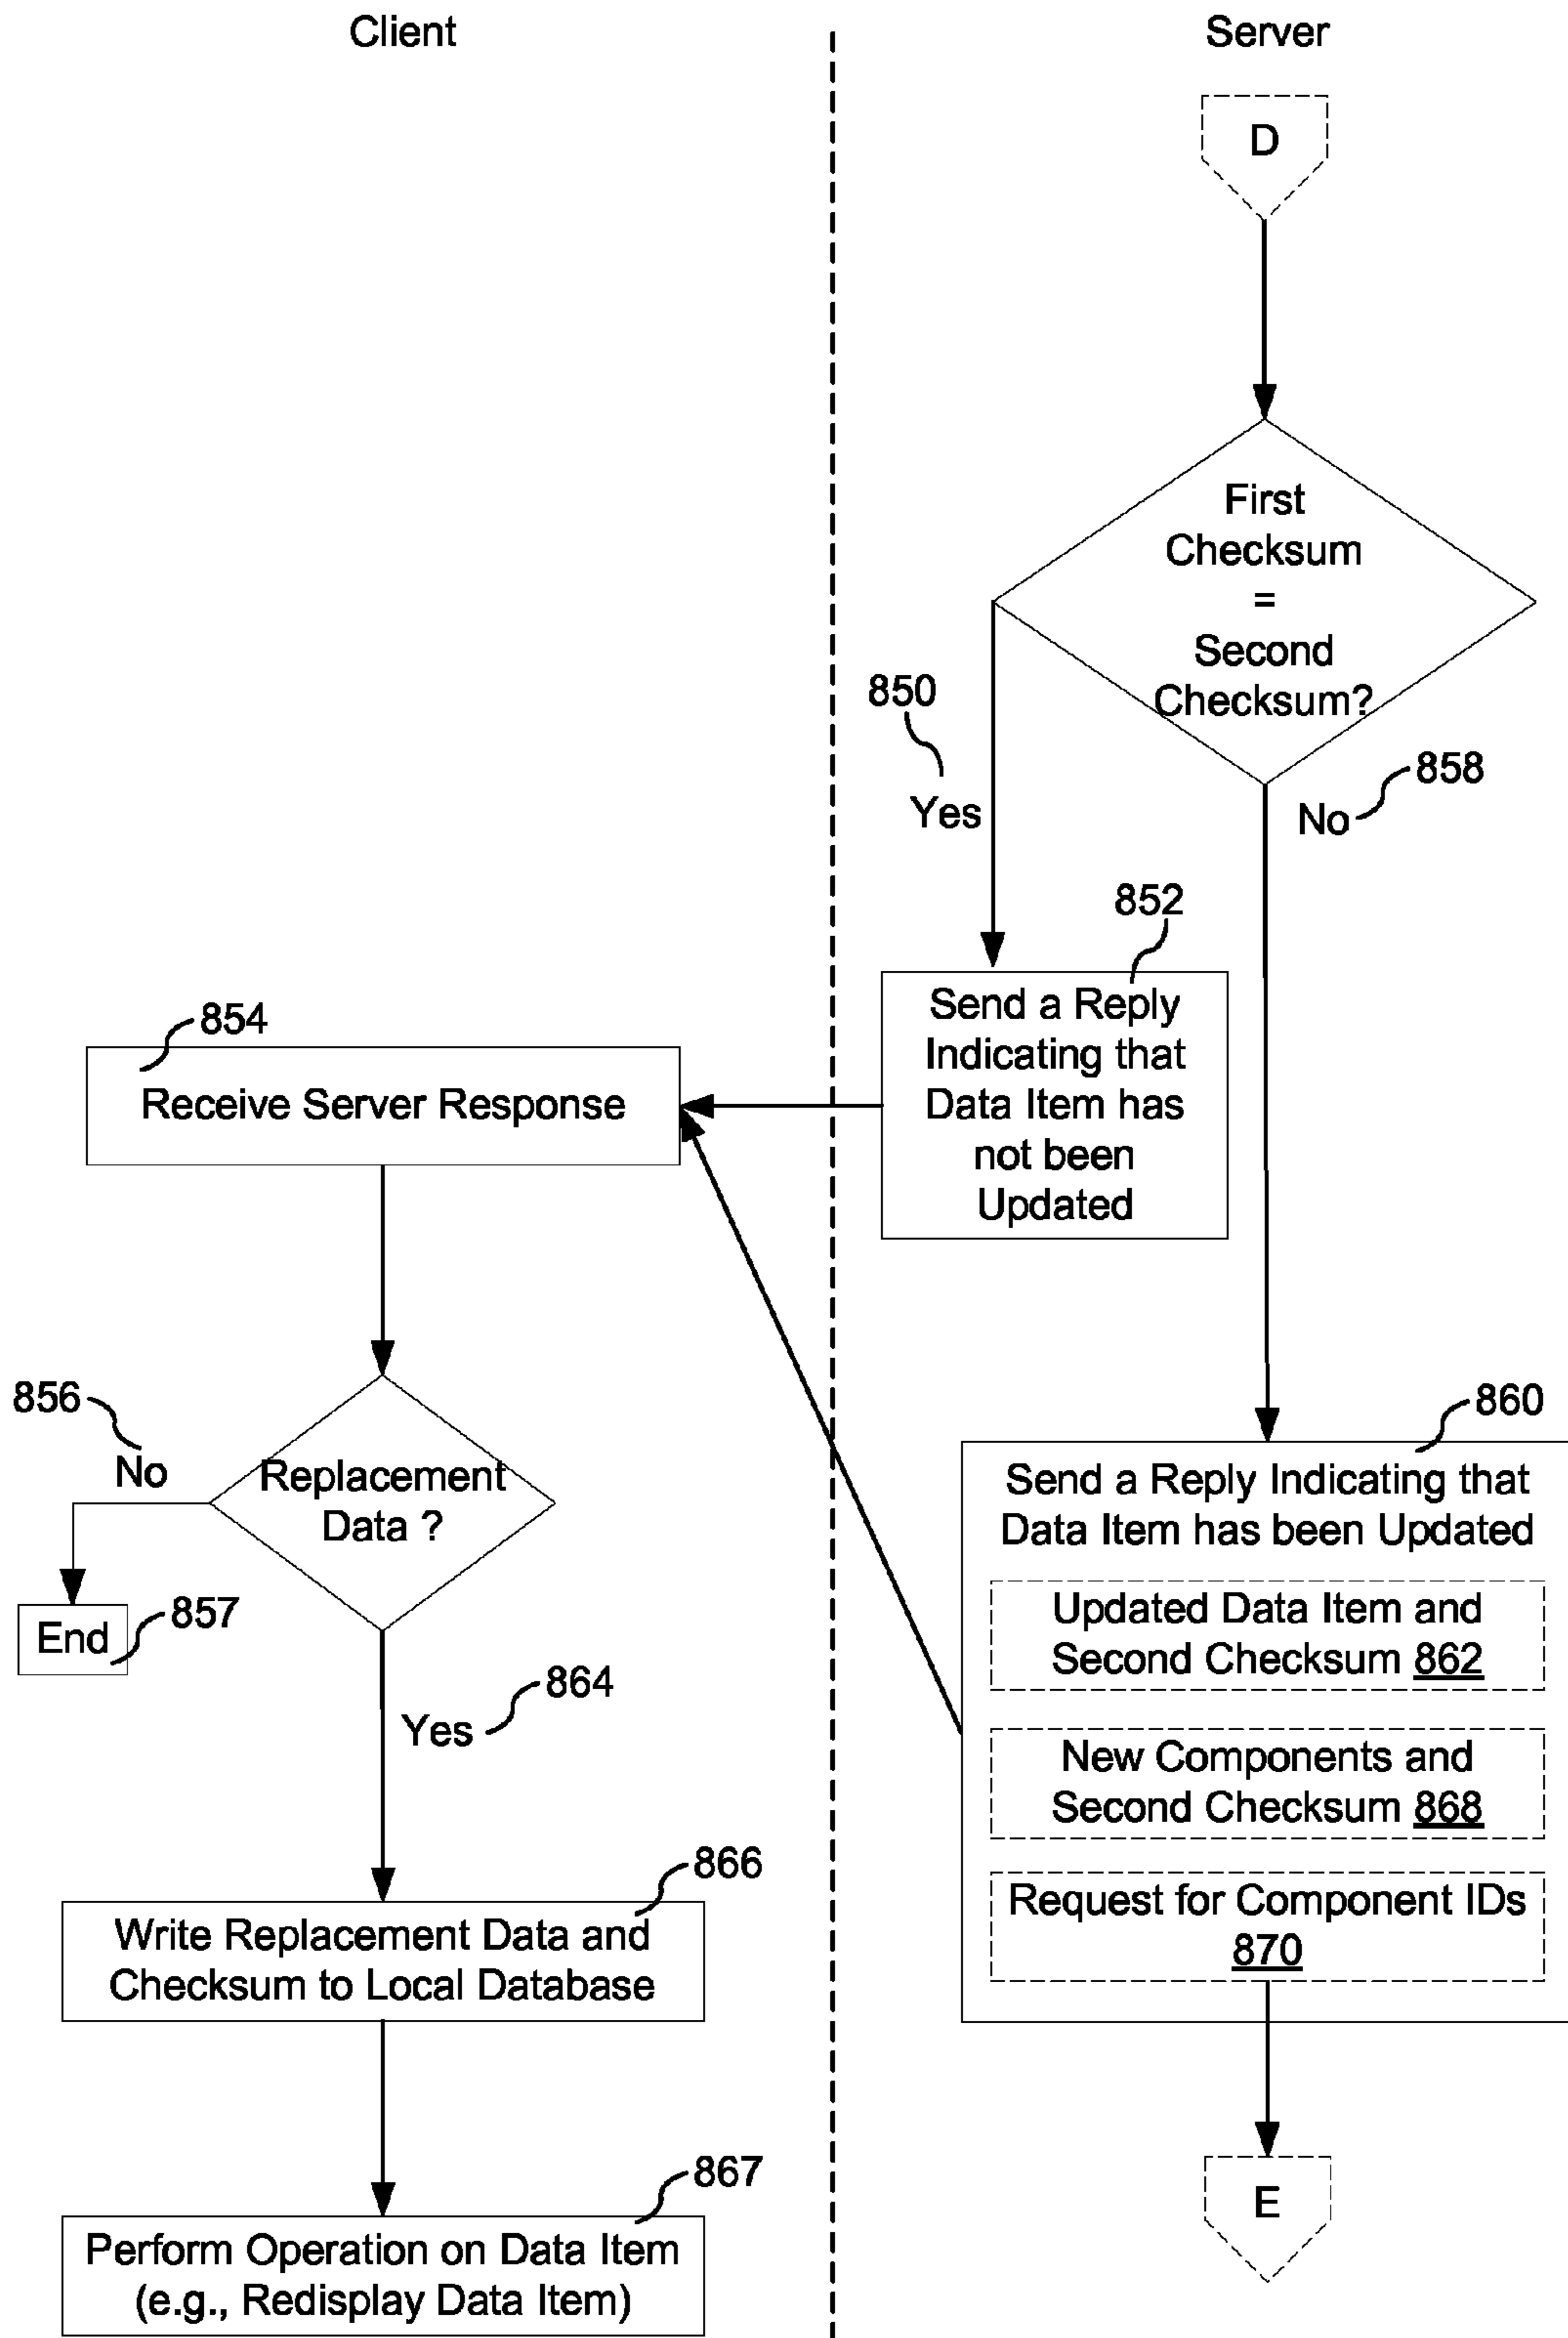 Client
Server
D
First
Checksum
=
Second
Checksum?
850
Yes
858
No
852
Send a Reply
Indicating that
Data Item has
not been
Updated
854
Receive Server Response
856
No
Replacement
Data ?
857
End
864
Yes
860
Send a Reply Indicating that
Data Item has been Updated
Updated Data Item and
Second Checksum 862
New Components and
Second Checksum 868
Request for Component IDs
870
866
Write Replacement Data and
Checksum to Local Database
867
Perform Operation on Data Item
(e.g., Redisplay Data Item)
E